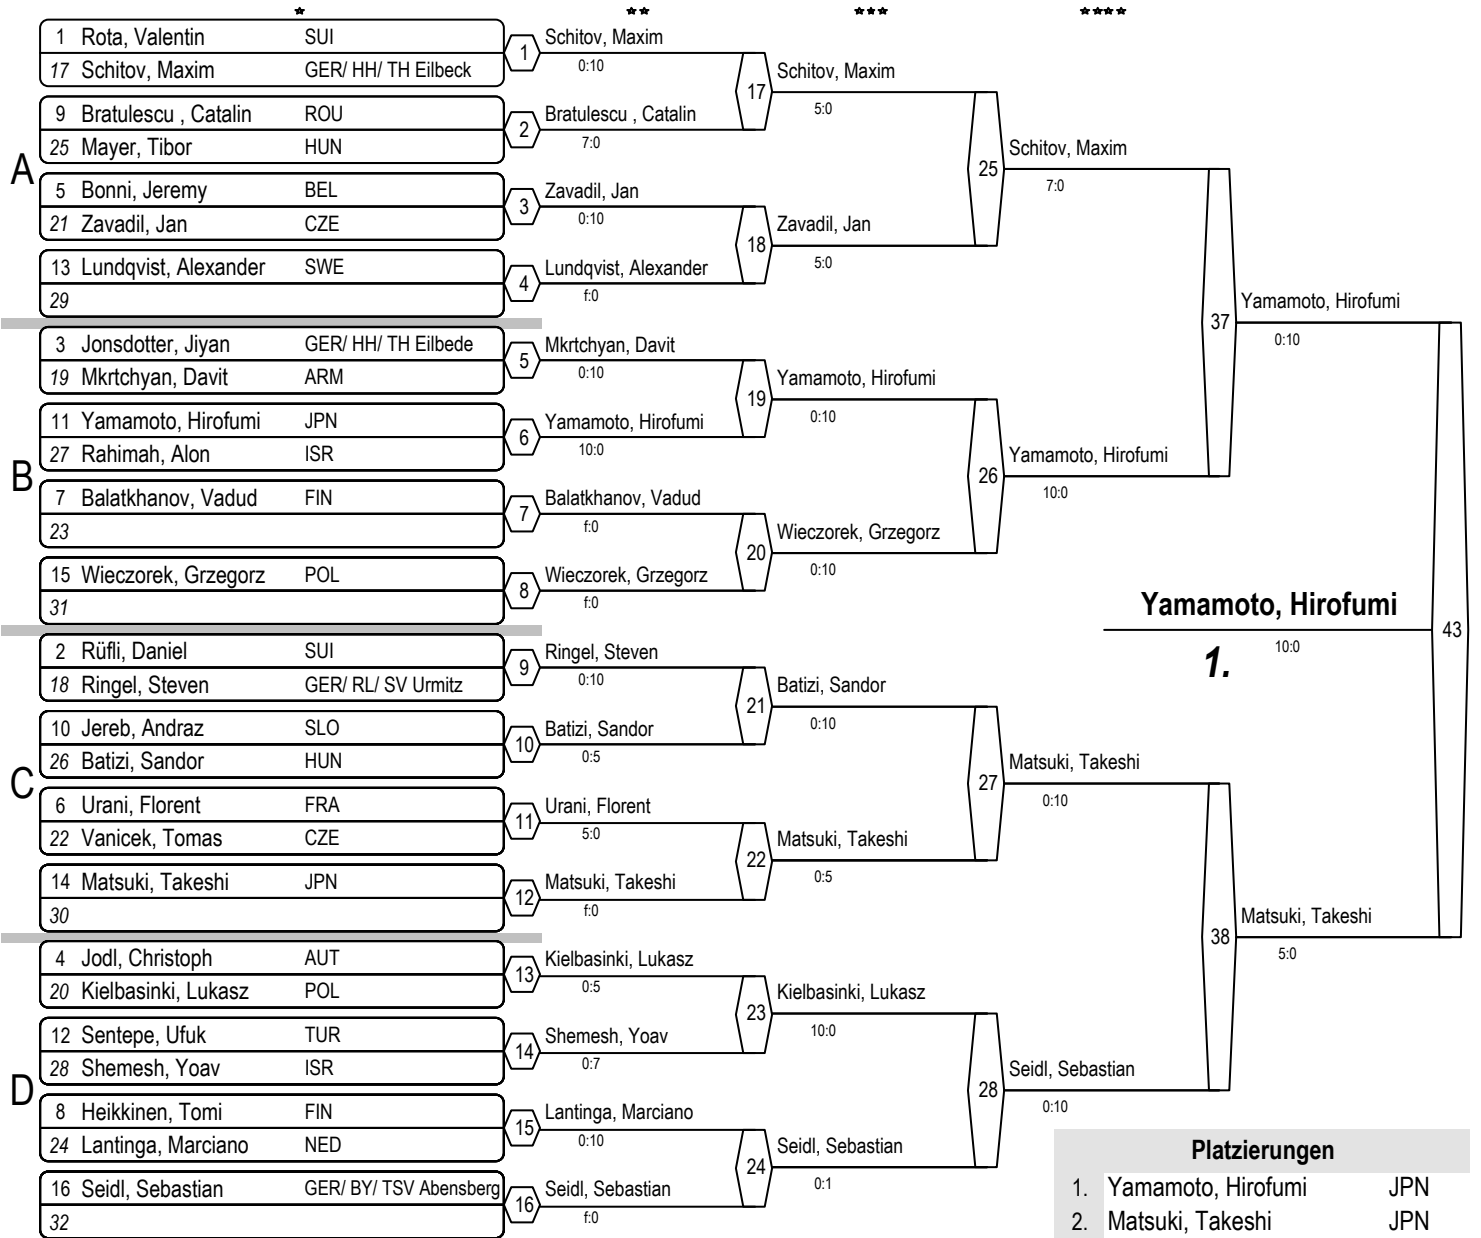 * ** *** ****
A
1 Rota, Valentin SUI
17 Schitov, Maxim GER/ HH/ TH Eilbeck
9 Bratulescu , Catalin ROU
25 Mayer, Tibor HUN
5 Bonni, Jeremy BEL
21 Zavadil, Jan CZE
13 Lundqvist, Alexander SWE
29
B
3 Jonsdotter, Jiyan GER/ HH/ TH Eilbede
19 Mkrtchyan, Davit ARM
11 Yamamoto, Hirofumi JPN
27 Rahimah, Alon ISR
7 Balatkhanov, Vadud FIN
23
15 Wieczorek, Grzegorz POL
31
C
2 Rüfli, Daniel SUI
18 Ringel, Steven GER/ RL/ SV Urmitz
10 Jereb, Andraz SLO
26 Batizi, Sandor HUN
6 Urani, Florent FRA
22 Vanicek, Tomas CZE
14 Matsuki, Takeshi JPN
30
D
4 Jodl, Christoph AUT
20 Kielbasinki, Lukasz POL
12 Sentepe, Ufuk TUR
28 Shemesh, Yoav ISR
8 Heikkinen, Tomi FIN
24 Lantinga, Marciano NED
16 Seidl, Sebastian GER/ BY/ TSV Abensberg
32
1 Schitov, Maxim
0:10
2 Bratulescu , Catalin
7:0
3 Zavadil, Jan
0:10
4 Lundqvist, Alexander
f:0
5 Mkrtchyan, Davit
0:10
6 Yamamoto, Hirofumi
10:0
7 Balatkhanov, Vadud
f:0
8 Wieczorek, Grzegorz
f:0
9 Ringel, Steven
0:10
10 Batizi, Sandor
0:5
11 Urani, Florent
5:0
12 Matsuki, Takeshi
f:0
13 Kielbasinki, Lukasz
0:5
14 Shemesh, Yoav
0:7
15 Lantinga, Marciano
0:10
16 Seidl, Sebastian
f:0
17 Schitov, Maxim
5:0
18 Zavadil, Jan
5:0
19 Yamamoto, Hirofumi
0:10
20 Wieczorek, Grzegorz
0:10
21 Batizi, Sandor
0:10
22 Matsuki, Takeshi
0:5
23 Kielbasinki, Lukasz
10:0
24 Seidl, Sebastian
0:1
25 Schitov, Maxim
7:0
26 Yamamoto, Hirofumi
10:0
27 Matsuki, Takeshi
0:10
28 Seidl, Sebastian
0:10
37 Yamamoto, Hirofumi
0:10
38 Matsuki, Takeshi
5:0
Yamamoto, Hirofumi 43
1. 10:0
Platzierungen
1. Yamamoto, Hirofumi JPN
2. Matsuki, Takeshi JPN